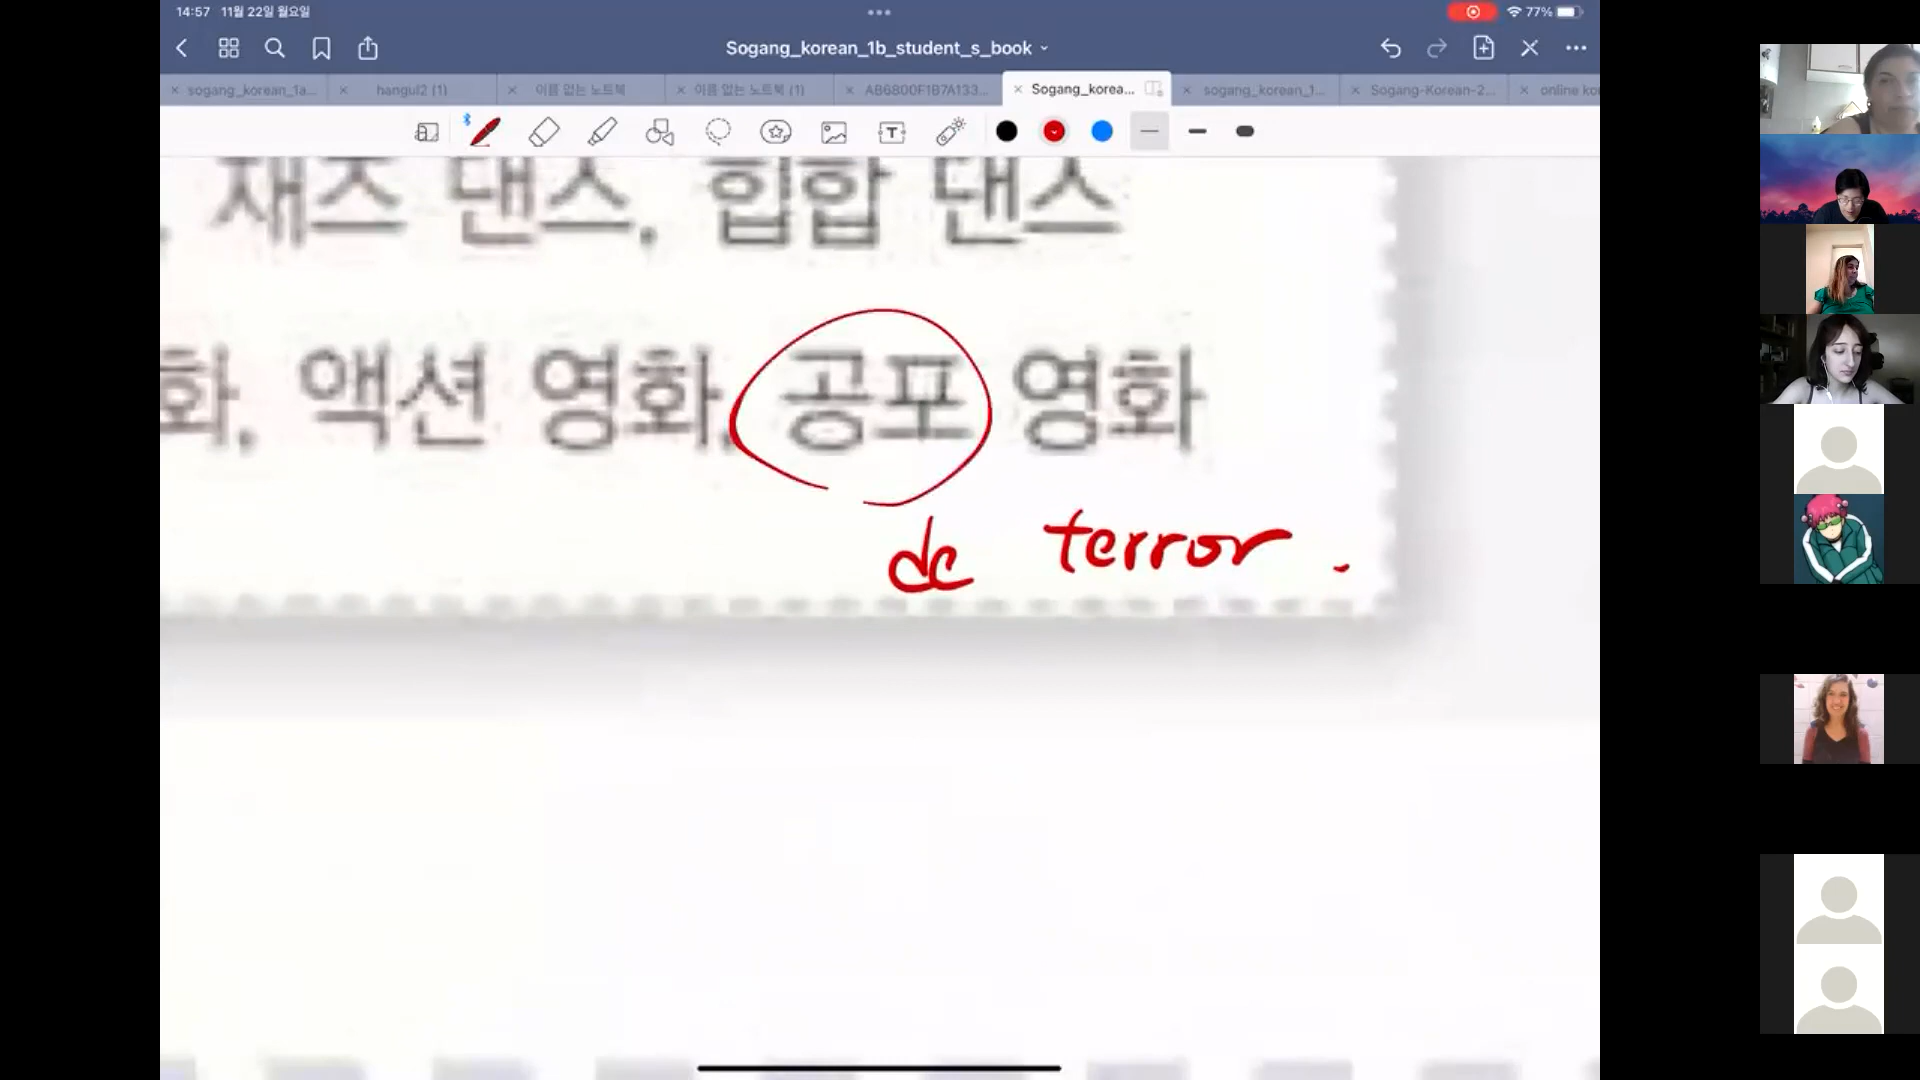 14:57 11월 22일 월요일
77%
Sogang_korean_1b_student_s_book
sogang_korean_1a...
hangul2 (1)
이름 없는 노트북
이름 없는 노트북 (1)
AB6800F1B7A133...
Sogang_korea...
sogang_korean_1...
Sogang-Korean-2...
online ko
, 재즈 댄스, 힙합 댄스
화, 액션 영화, 공포 영화
de terror.